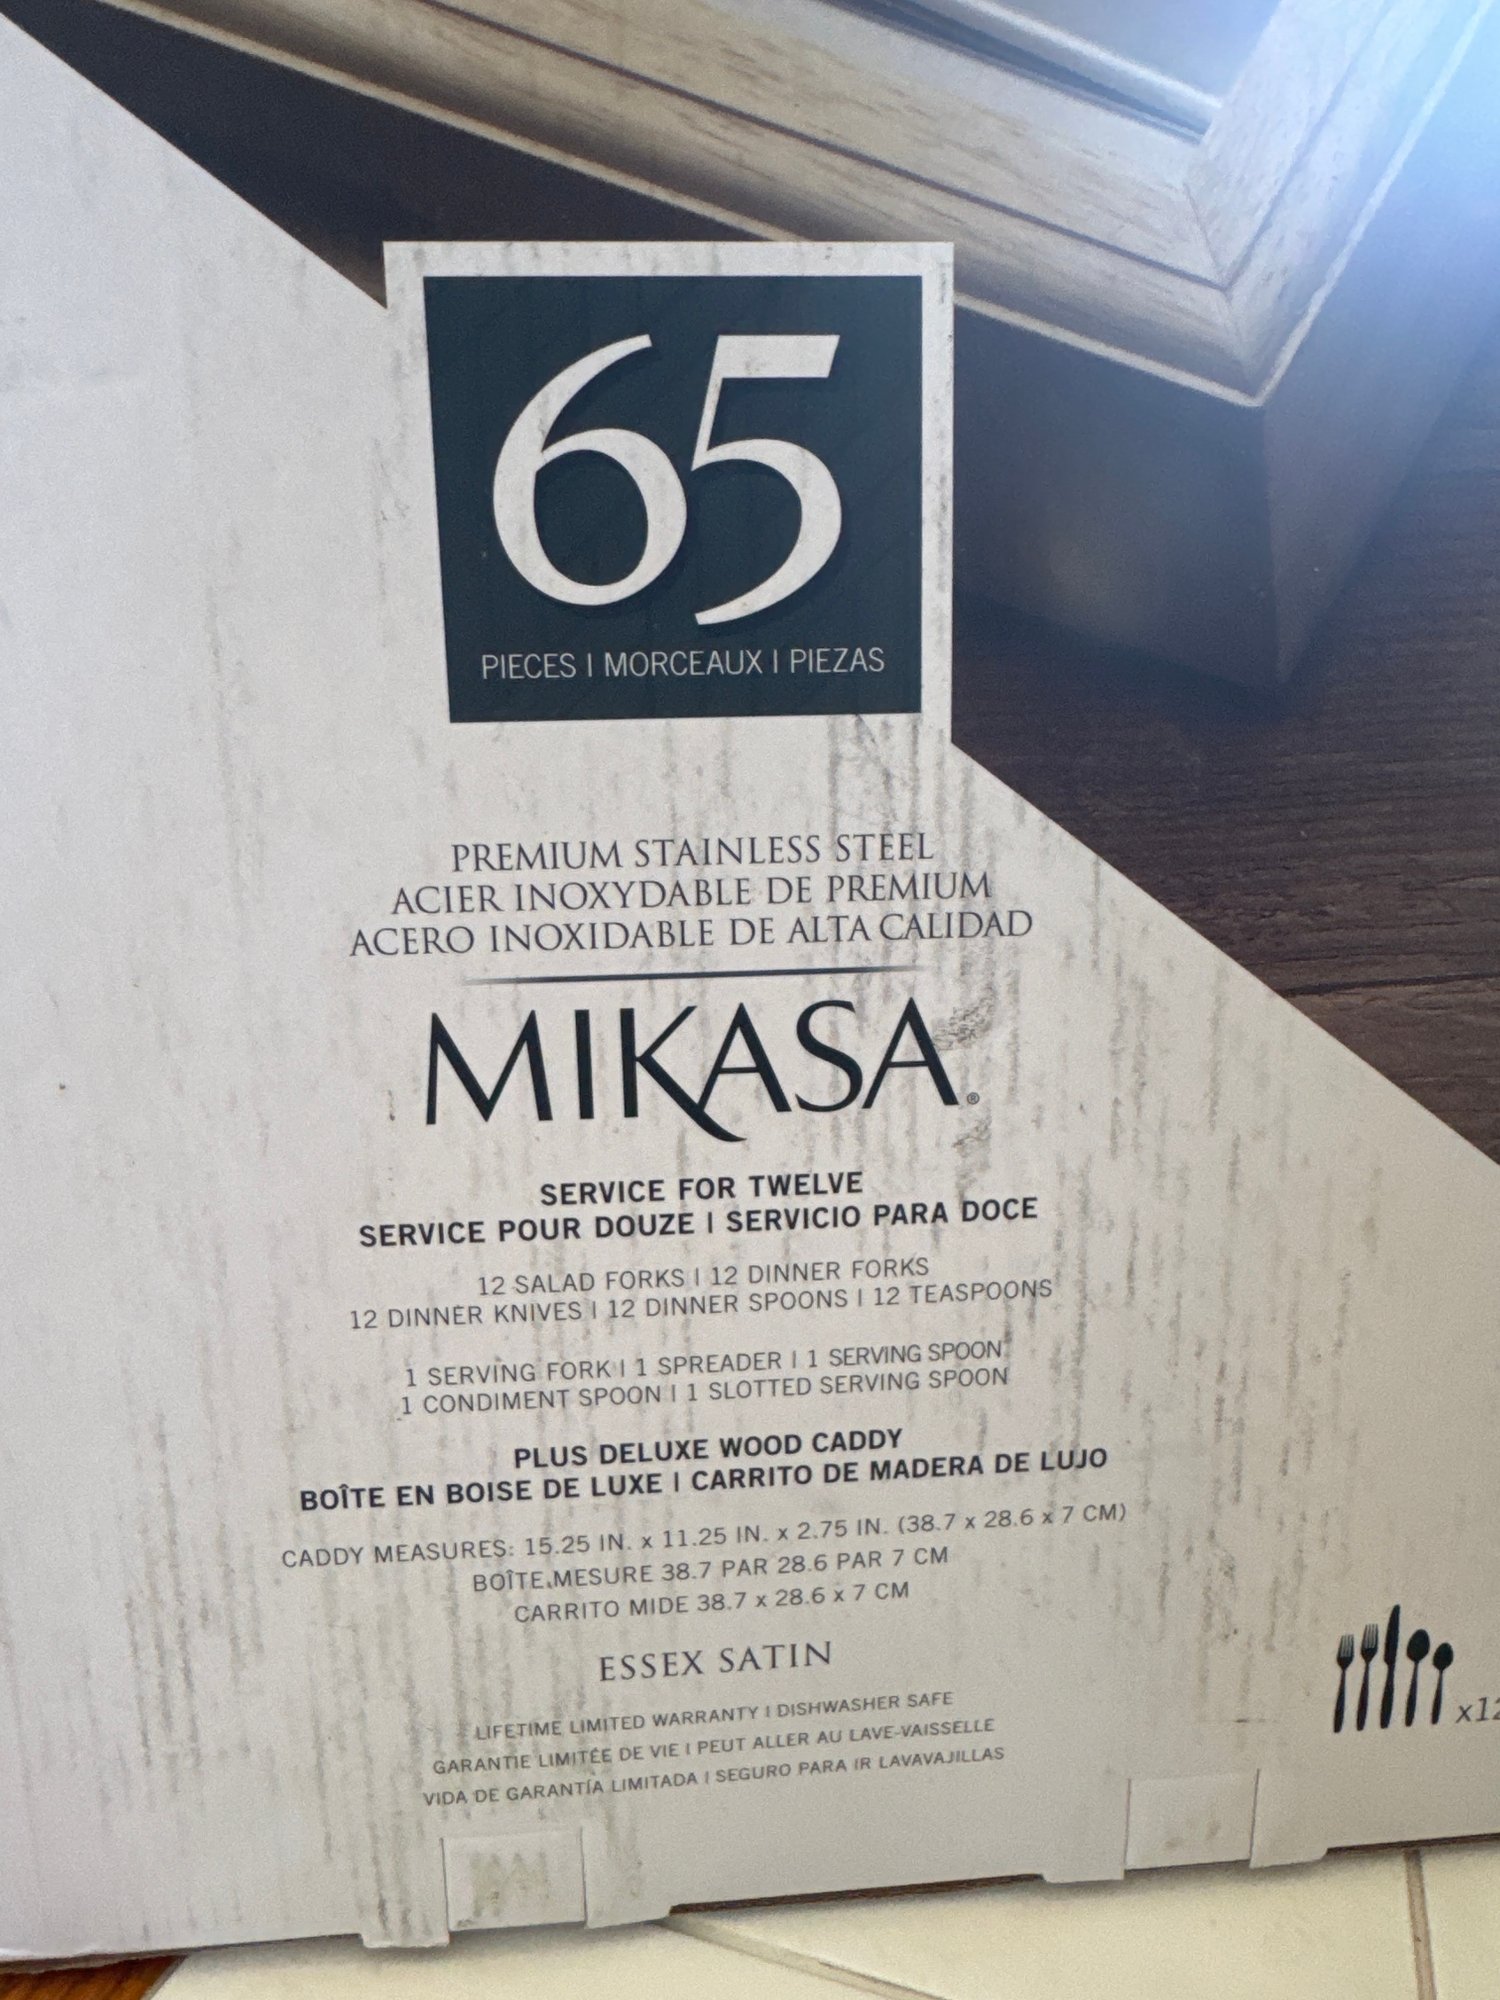 65
PIECES | MORCEAUX | PIEZAS
PREMIUM STAINLESS STEEL
ACIER INOXYDABLE DE PREMIUM
ACERO INOXIDABLE DE ALTA CALIDAD
MIKASA®
SERVICE FOR TWELVE
SERVICE POUR DOUZE | SERVICIO PARA DOCE
12 SALAD FORKS | 12 DINNER FORKS
12 DINNER KNIVES | 12 DINNER SPOONS | 12 TEASPOONS
1 SERVING FORK | 1 SPREADER | 1 SERVING SPOON
1 CONDIMENT SPOON | 1 SLOTTED SERVING SPOON
PLUS DELUXE WOOD CADDY
BOÎTE EN BOISE DE LUXE | CARRITO DE MADERA DE LUJO
CADDY MEASURES: 15.25 IN. x 11.25 IN. x 2.75 IN. (38.7 x 28.6 x 7 CM)
BOÎTE MESURE 38.7 PAR 28.6 PAR 7 CM
CARRITO MIDE 38.7 x 28.6 x 7 CM
ESSEX SATIN
LIFETIME LIMITED WARRANTY | DISHWASHER SAFE
GARANTIE LIMITÉE DE VIE | PEUT ALLER AU LAVE-VAISSELLE
VIDA DE GARANTÍA LIMITADA | SEGURO PARA IR LAVAVAJILLAS
x12